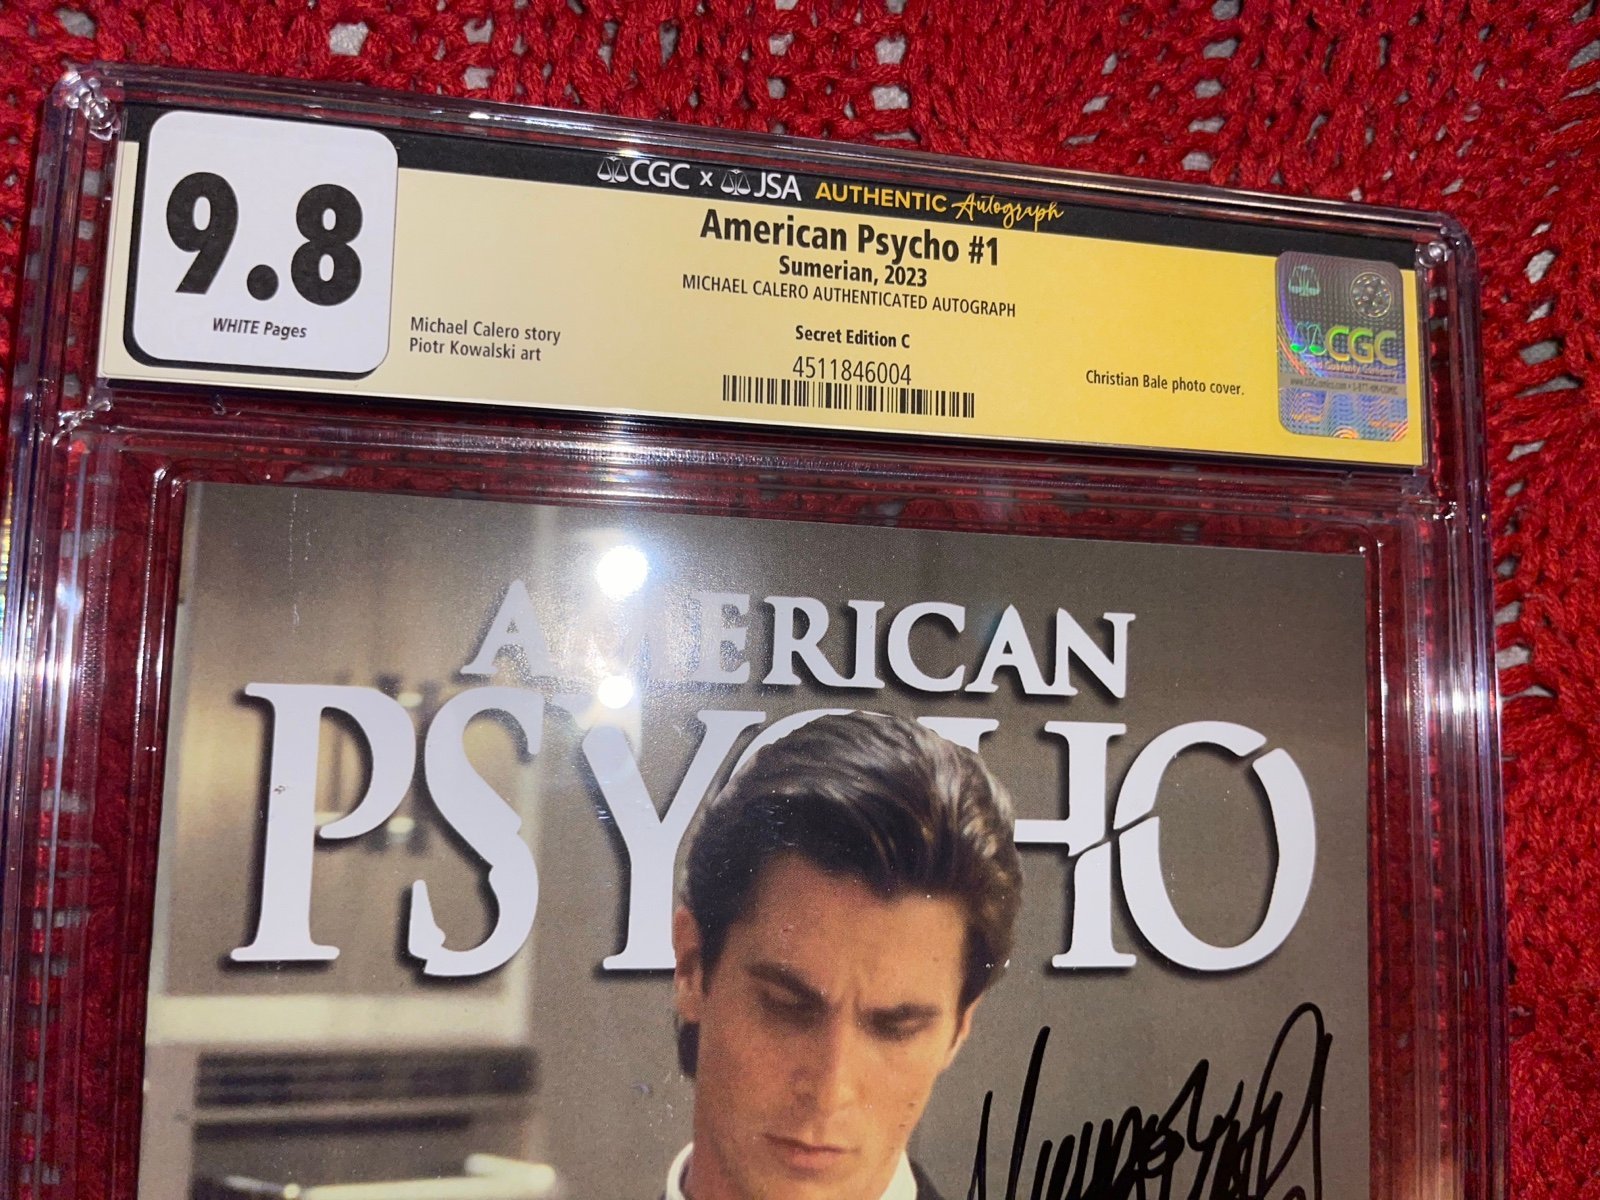 9.8
WHITE Pages
CGC x JSA AUTHENTIC Autograph
American Psycho #1
Sumerian, 2023
MICHAEL CALERO AUTHENTICATED AUTOGRAPH
Michael Calero story
Piotr Kowalski art
Secret Edition C
4511846004
Christian Bale photo cover.
CGC
AMERICAN
PSYCHO